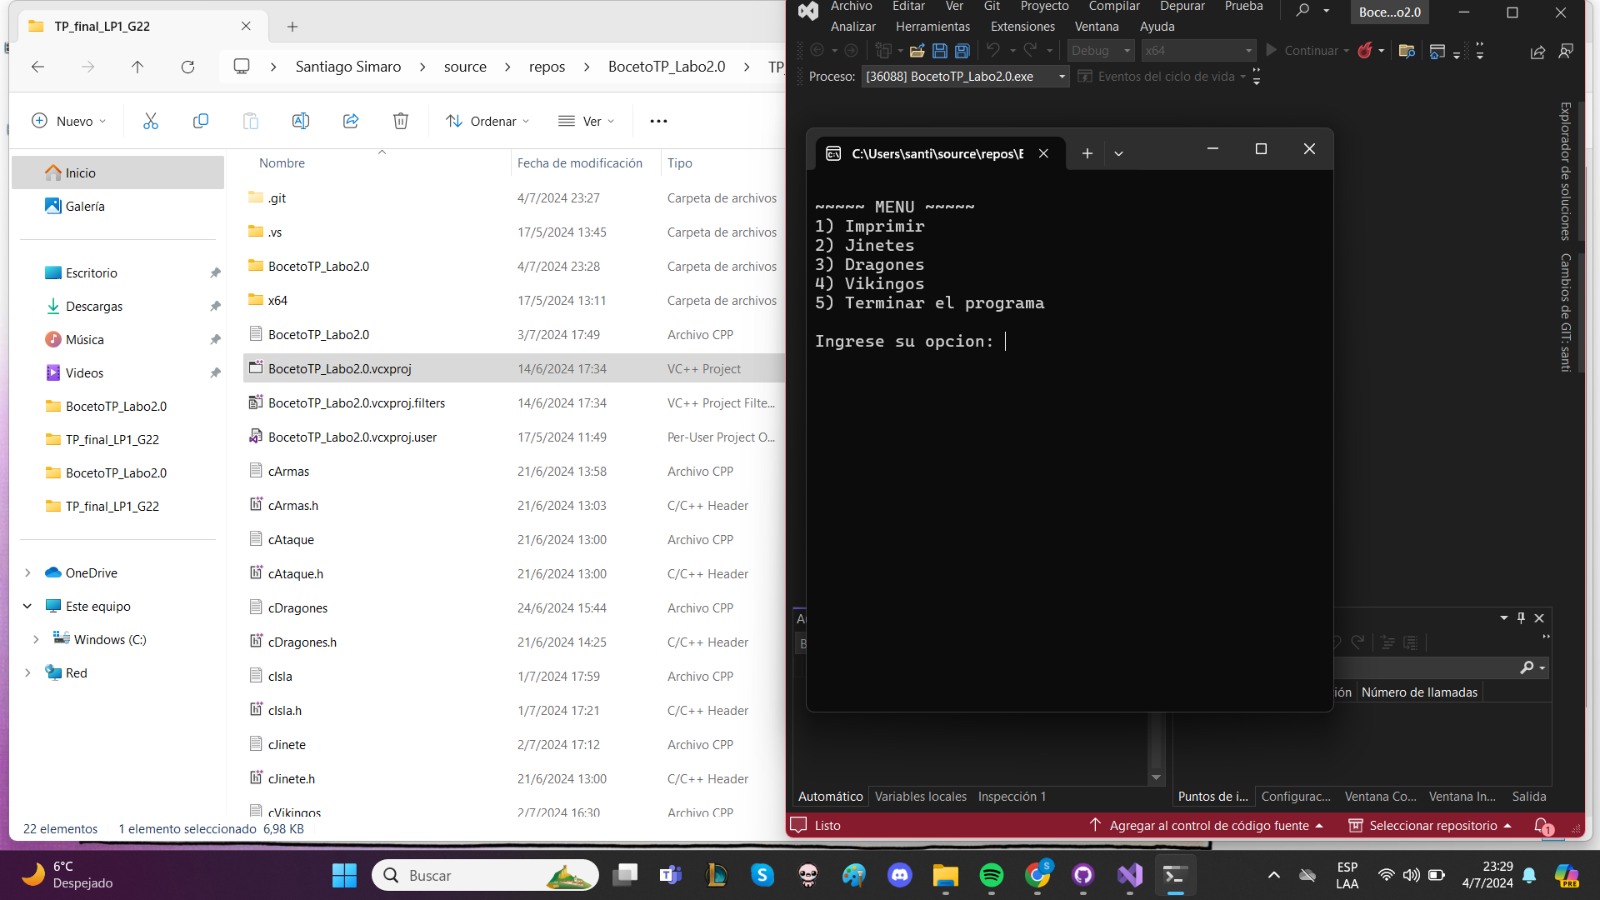 TP_final_LP1_G22
Santiago Simaro
source
repos
BocetoTP_Labo2.0
Nuevo
Ordenar
Ver
Inicio
Galería
Escritorio
Descargas
Música
Videos
BocetoTP_Labo2.0
TP_final_LP1_G22
BocetoTP_Labo2.0
TP_final_LP1_G22
OneDrive
Este equipo
Windows (C:)
Red
Nombre Fecha de modificación Tipo
.git 4/7/2024 23:27 Carpeta de archivos
.vs 17/5/2024 13:45 Carpeta de archivos
BocetoTP_Labo2.0 4/7/2024 23:28 Carpeta de archivos
x64 17/5/2024 13:11 Carpeta de archivos
BocetoTP_Labo2.0 3/7/2024 17:49 Archivo CPP
BocetoTP_Labo2.0.vcxproj 14/6/2024 17:34 VC++ Project
BocetoTP_Labo2.0.vcxproj.filters 14/6/2024 17:34 VC++ Project Filte...
BocetoTP_Labo2.0.vcxproj.user 17/5/2024 11:49 Per-User Project O...
cArmas 21/6/2024 13:58 Archivo CPP
cArmas.h 21/6/2024 13:03 C/C++ Header
cAtaque 21/6/2024 13:00 Archivo CPP
cAtaque.h 21/6/2024 13:00 C/C++ Header
cDragones 24/6/2024 15:44 Archivo CPP
cDragones.h 21/6/2024 14:25 C/C++ Header
cIsla 1/7/2024 17:59 Archivo CPP
cIsla.h 1/7/2024 17:21 C/C++ Header
cJinete 2/7/2024 17:12 Archivo CPP
cJinete.h 21/6/2024 13:00 C/C++ Header
cVikingos 2/7/2024 16:30 Archivo CPP
22 elementos 1 elemento seleccionado 6,98 KB
Archivo Editar Ver Git Proyecto Compilar Depurar Prueba
Boce...o2.0
Analizar Herramientas Extensiones Ventana Ayuda
Debug x64 Continuar
Proceso: [36088] BocetoTP_Labo2.0.exe Eventos del ciclo de vida
Explorador de soluciones
Cambios de GIT: santi
C:\Users\santi\source\repos\
~~~~~ MENU ~~~~~
1) Imprimir
2) Jinetes
3) Dragones
4) Vikingos
5) Terminar el programa
Ingrese su opcion:
Número de llamadas
Automático Variables locales Inspección 1
Puntos de i... Configurac... Ventana Co... Ventana In... Salida
Listo
Agregar al control de código fuente Seleccionar repositorio 1
6°C
Despejado
Buscar
ESP
LAA
23:29
4/7/2024
PRE